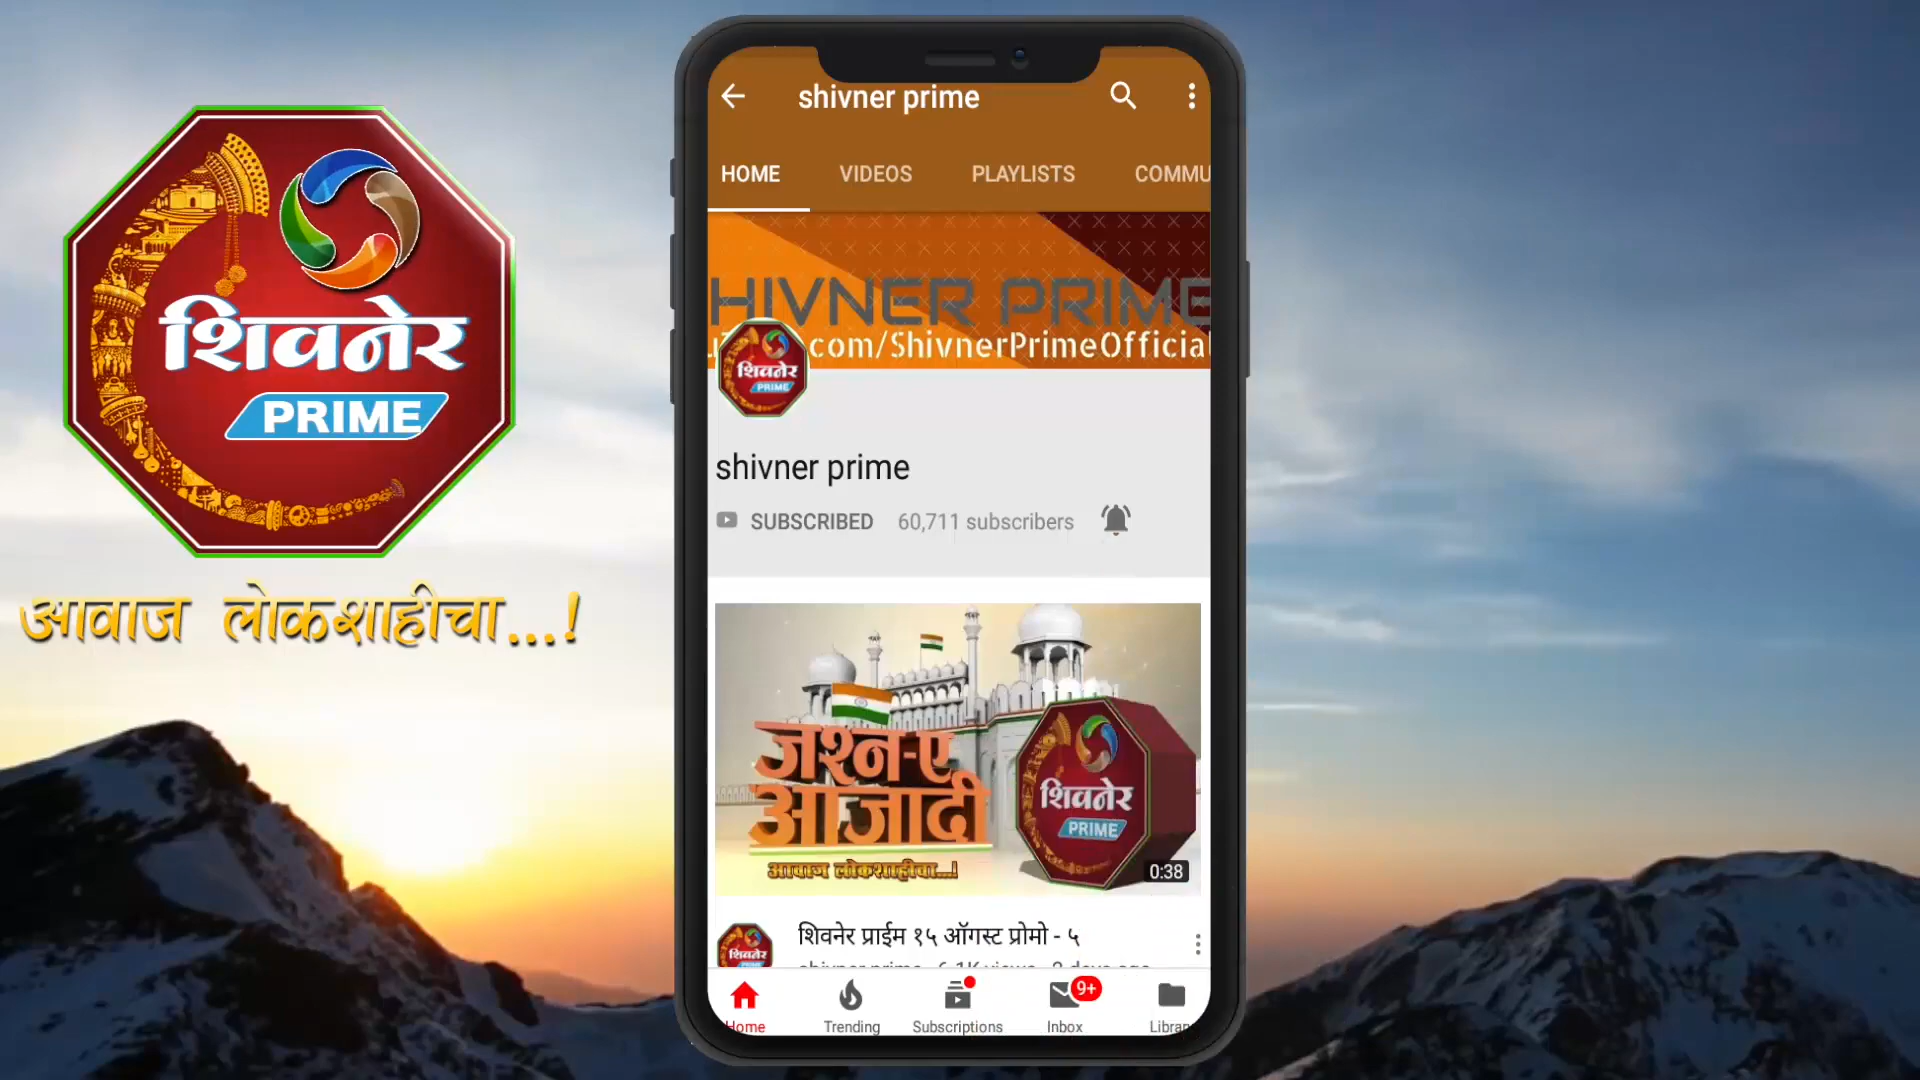 शिवनेर
PRIME
आवाज लोकशाहीचा...!
shivner prime
HOME VIDEOS PLAYLISTS COMMU
HIVNER PRIME
com/ShivnerPrimeOfficial
शिवनेर
PRIME
shivner prime
SUBSCRIBED 60,711 subscribers
जश्न-ए
आजादी
आवाज लोकशाहीचा...!
शिवनेर
PRIME
0:38
शिवनेर प्राईम १५ ऑगस्ट प्रोमो - ५
शिवनेर
9+
Home Trending Subscriptions Inbox Librar